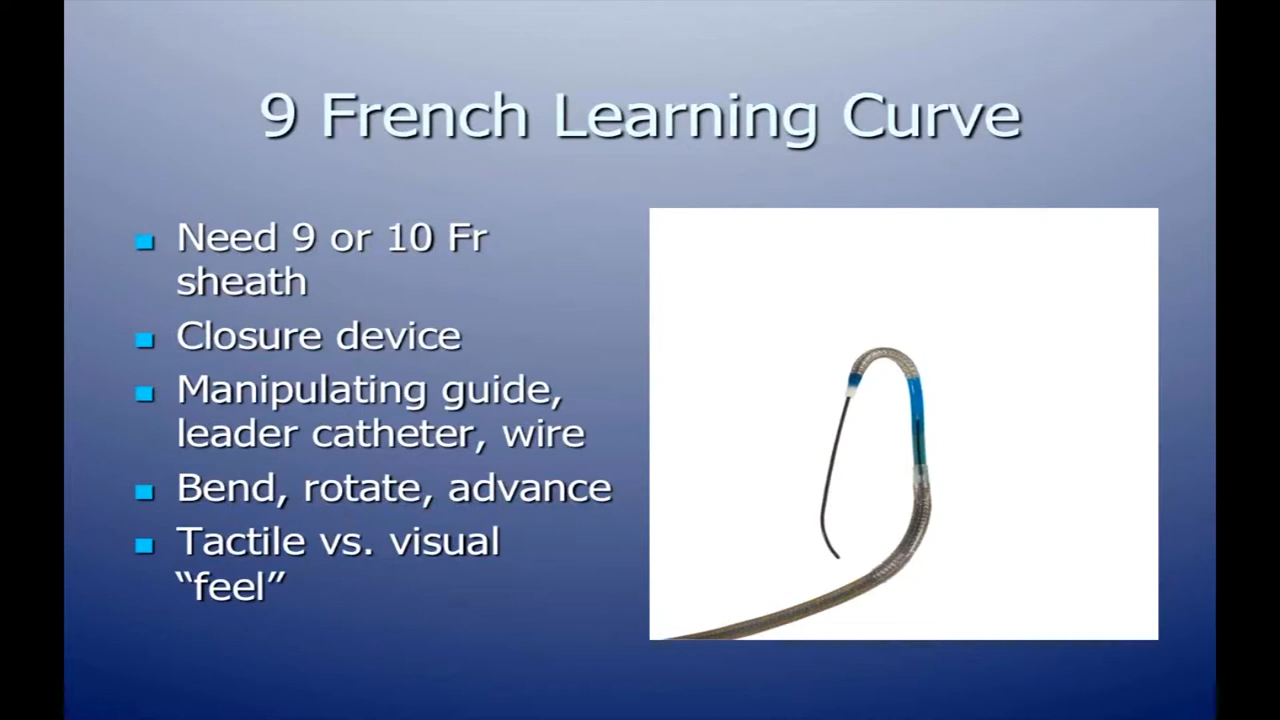 9 French Learning Curve
Need 9 or 10 Fr
sheath
Closure device
Manipulating guide,
leader catheter, wire
Bend, rotate, advance
Tactile vs. visual
“feel”